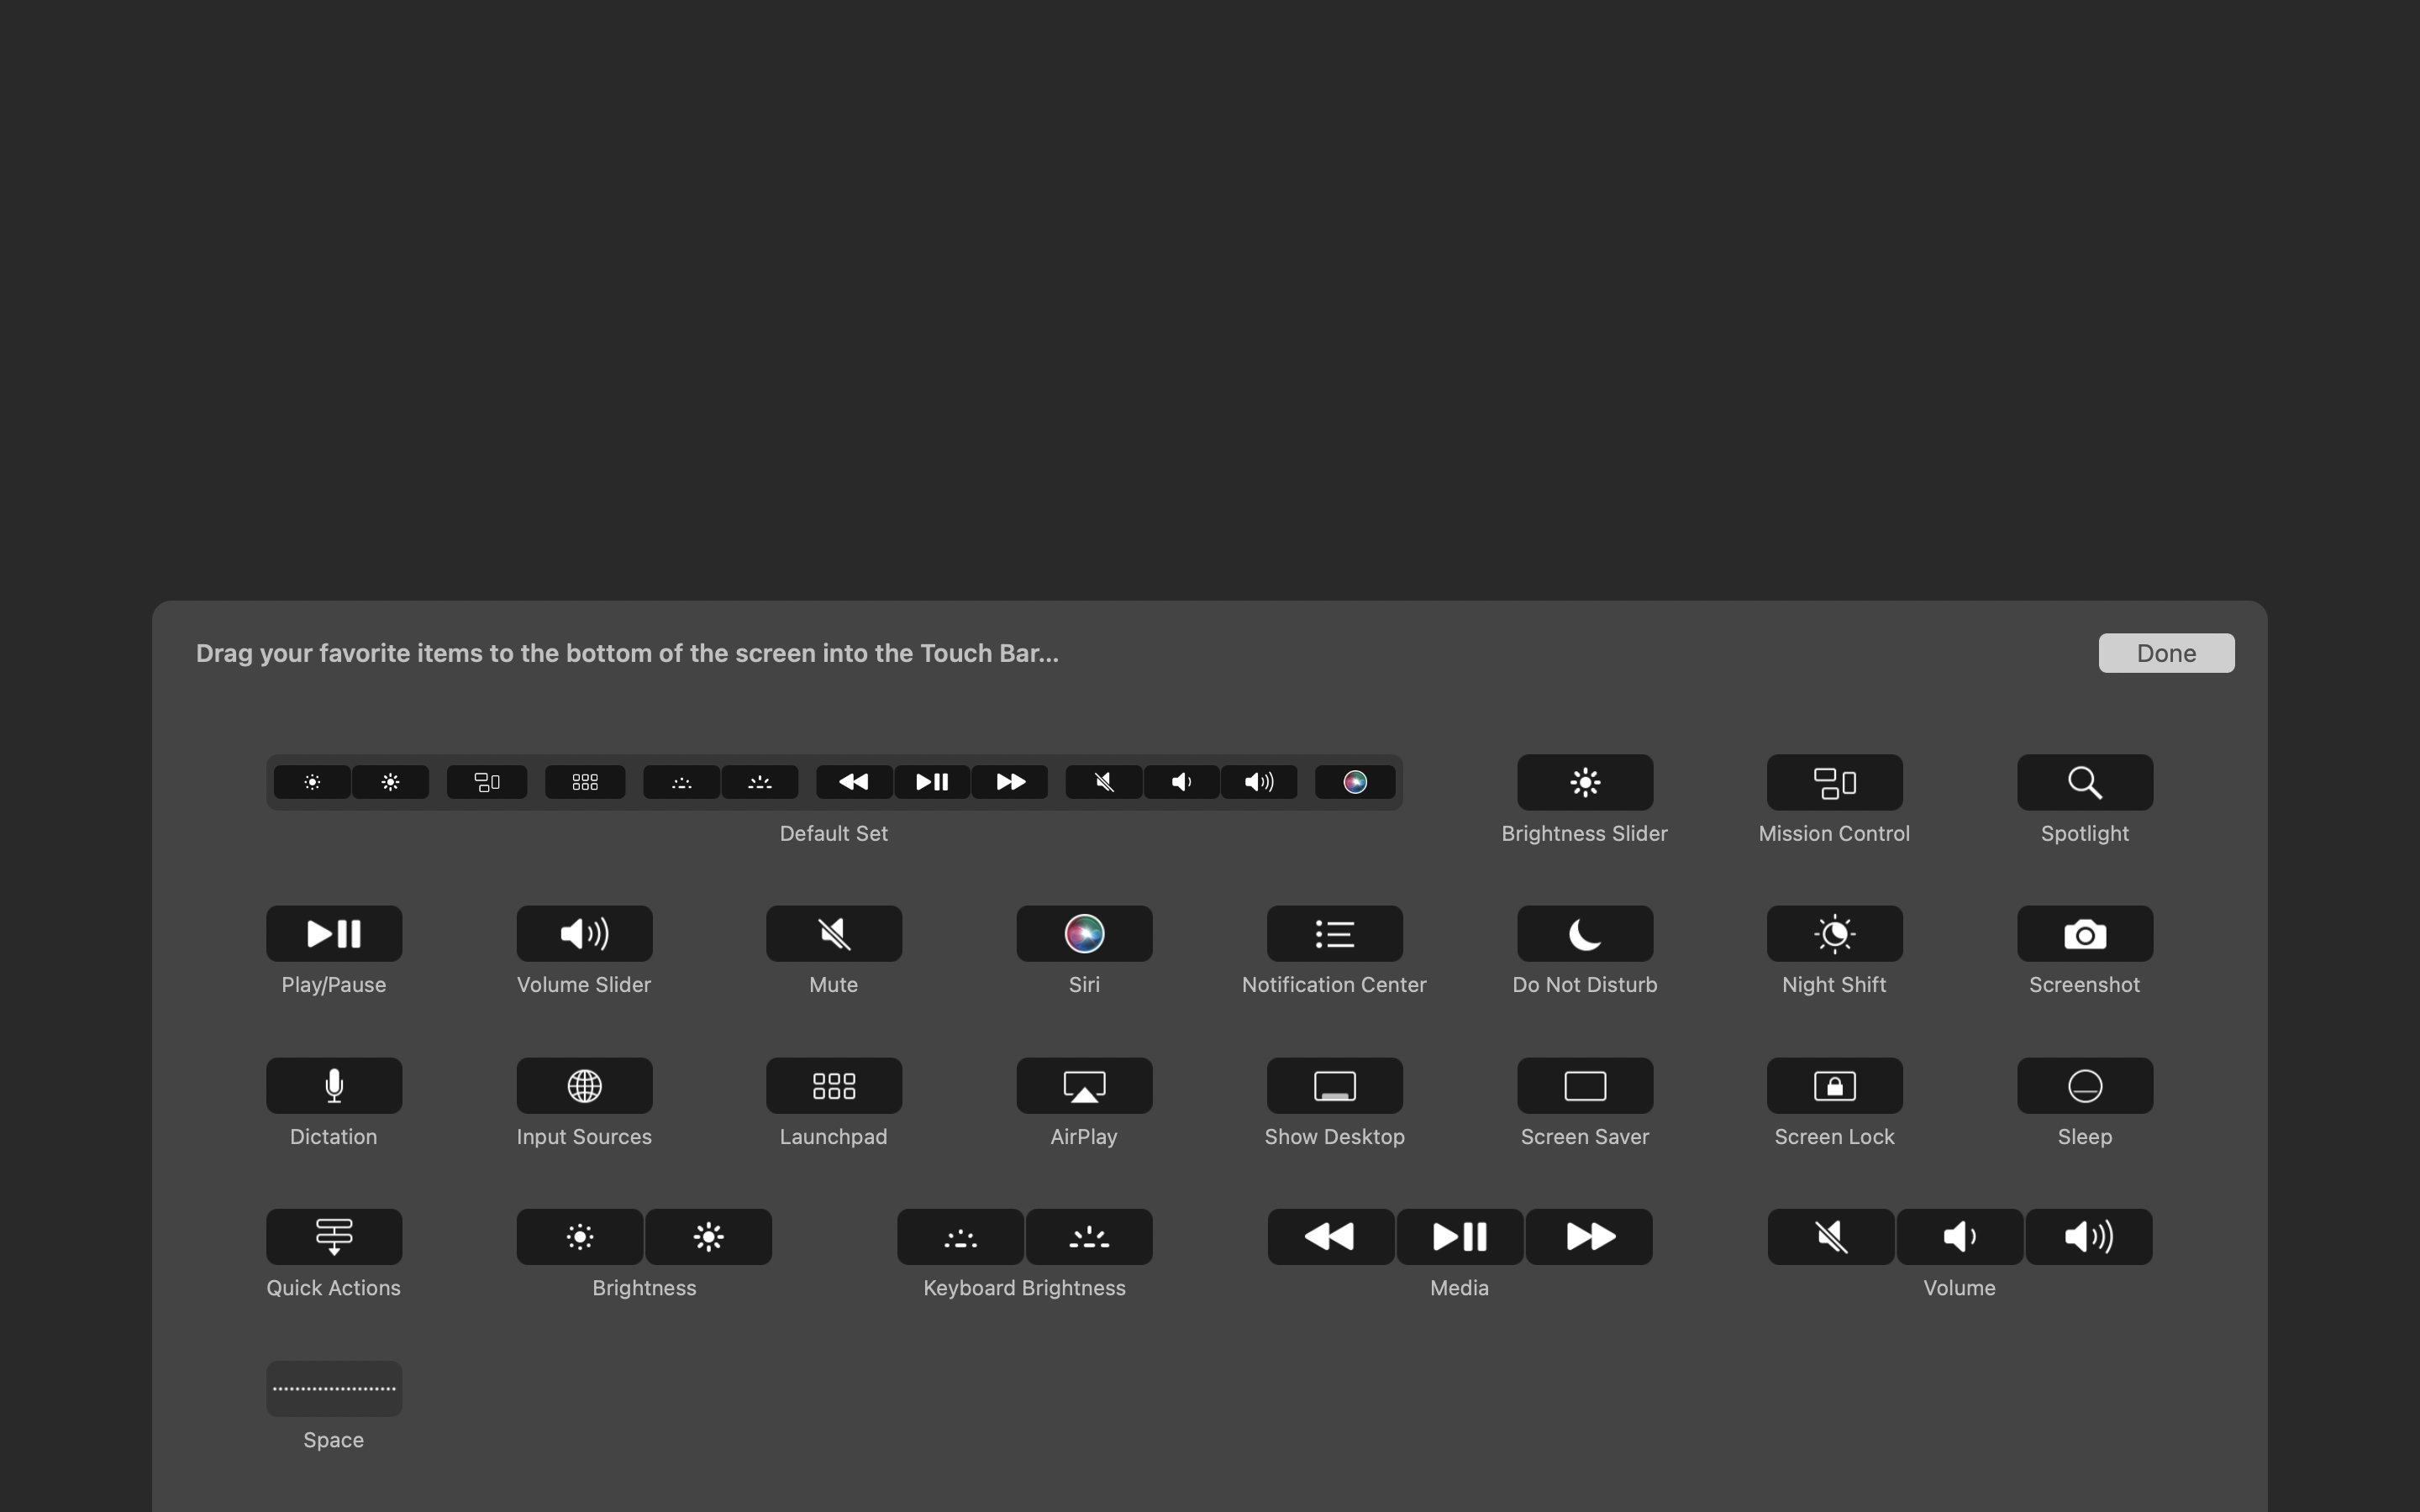 Drag your favorite items to the bottom of the screen into the Touch Bar...
Done
Default Set
Brightness Slider
Mission Control
Spotlight
Play/Pause
Volume Slider
Mute
Siri
Notification Center
Do Not Disturb
Night Shift
Screenshot
Dictation
Input Sources
Launchpad
AirPlay
Show Desktop
Screen Saver
Screen Lock
Sleep
Quick Actions
Brightness
Keyboard Brightness
Media
Volume
Space